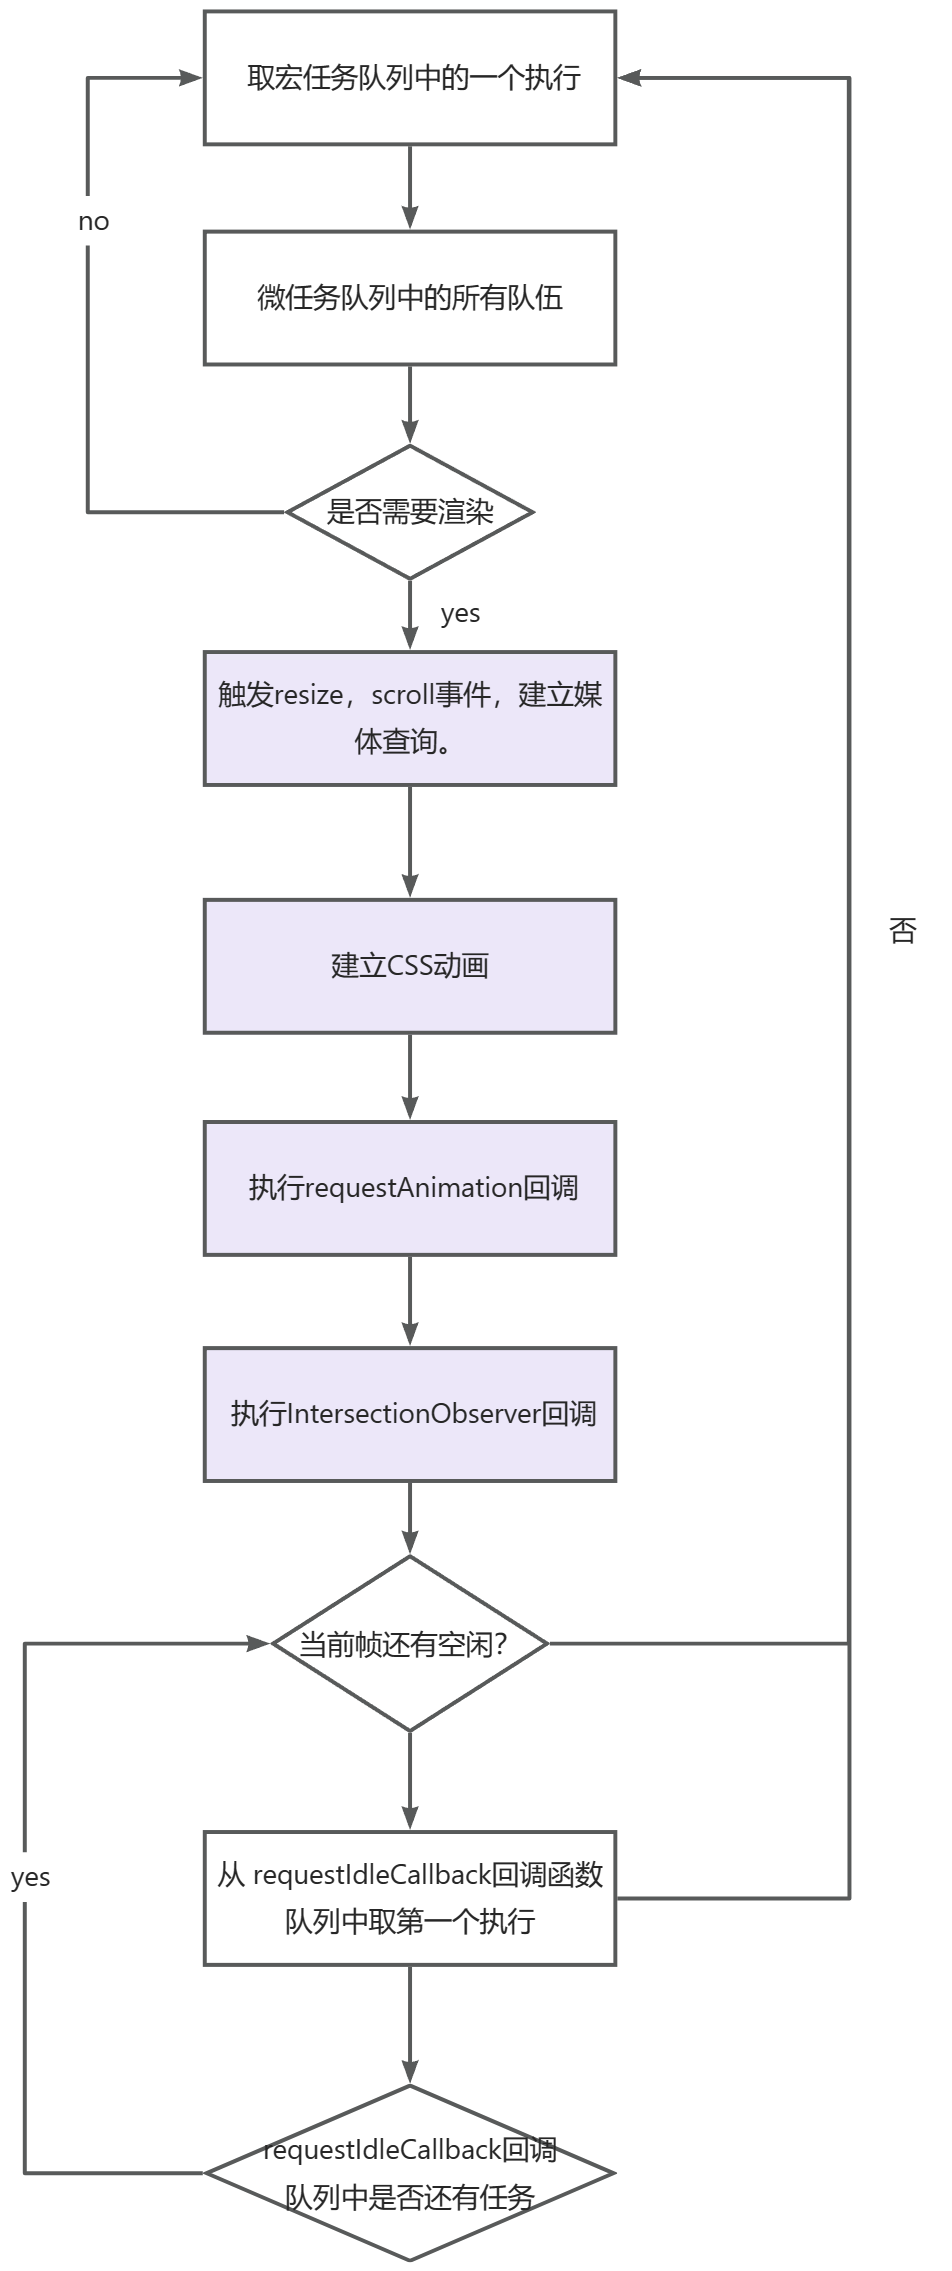 取宏任务队列中的一个执行
no
微任务队列中的所有队伍
是否需要渲染
yes
触发resize，scroll事件，建立媒
体查询。
否
建立CSS动画
执行requestAnimation回调
执行IntersectionObserver回调
当前帧还有空闲?
yes
从 requestIdleCallback回调函数
队列中取第一个执行
requestIdleCallback回调
队列中是否还有任务